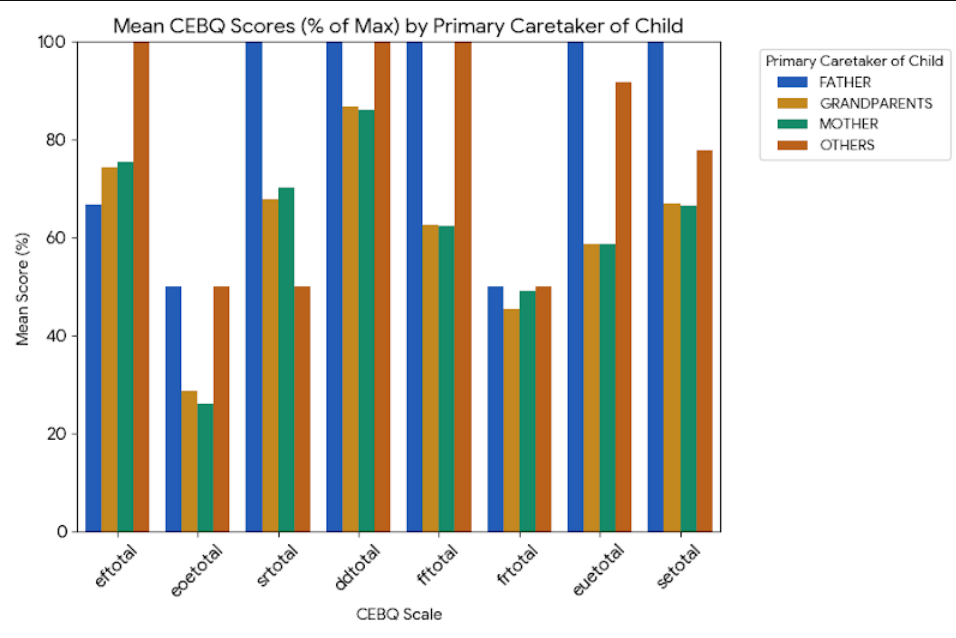 Mean CEBQ Scores (% of Max) by Primary Caretaker of Child
100
80
60
40
20
0
Mean Score (%)
eftotal
eoetotal
srtotal
ddtotal
fftotal
frtotal
euetotal
setotal
CEBQ Scale
Primary Caretaker of Child
FATHER
GRANDPARENTS
MOTHER
OTHERS